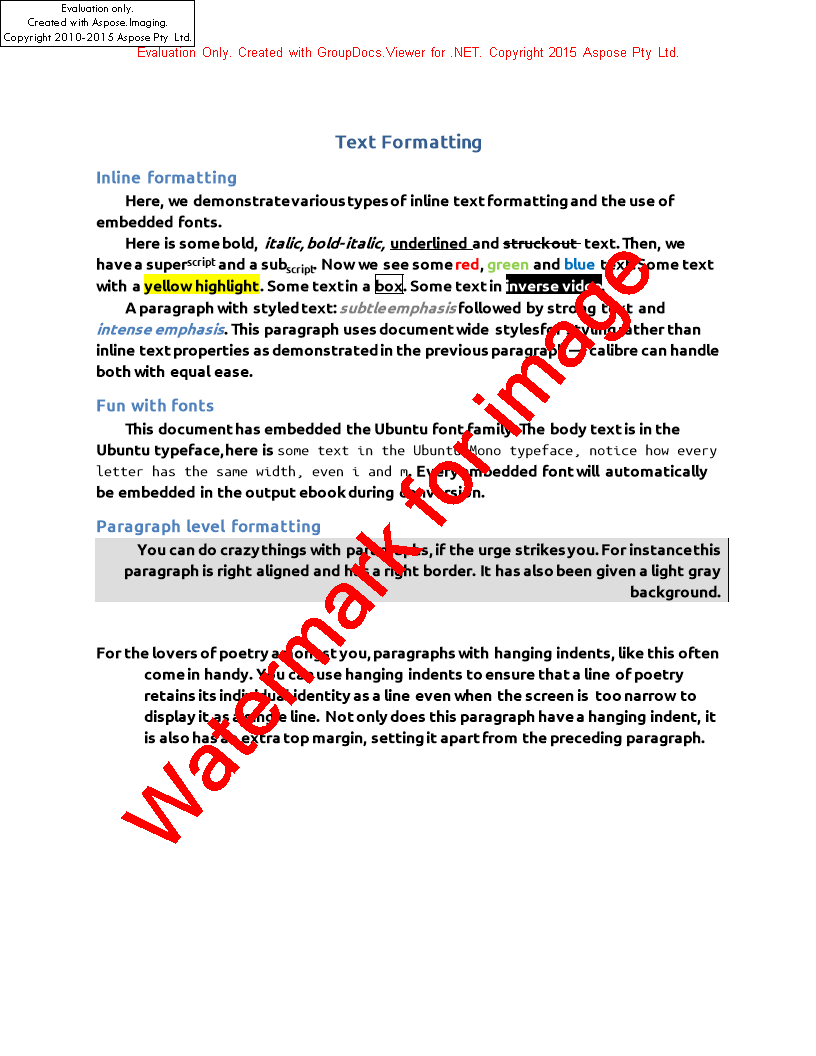 Evaluation only.
Created with Aspose.Imaging.
Copyright 2010-2015 Aspose Pty Ltd.
Evaluation Only. Created with GroupDocs.Viewer for .NET. Copyright 2015 Aspose Pty Ltd.
Text Formatting
Inline formatting
Here, we demonstrate various types of inline text formatting and the use of
embedded fonts.
Here is some bold, italic, bold-italic, underlined and struck out text. Then, we
have a superscript and a subscript. Now we see some red, green and blue text. Some text
with a yellow highlight. Some text in a box. Some text in inverse video.
A paragraph with styled text: subtle emphasis followed by strong text and
intense emphasis. This paragraph uses document wide styles for styling rather than
inline text properties as demonstrated in the previous paragraph — calibre can handle
both with equal ease.
Fun with fonts
This document has embedded the Ubuntu font family. The body text is in the
Ubuntu typeface, here is some text in the Ubuntu Mono typeface, notice how every
letter has the same width, even i and m. Every embedded font will automatically
be embedded in the output ebook during conversion.
Paragraph level formatting
You can do crazy things with paragraphs, if the urge strikes you. For instance this
paragraph is right aligned and has a right border. It has also been given a light gray
background.
For the lovers of poetry amongst you, paragraphs with hanging indents, like this often
come in handy. You can use hanging indents to ensure that a line of poetry
retains its individual identity as a line even when the screen is too narrow to
display it as a single line. Not only does this paragraph have a hanging indent, it
is also has an extra top margin, setting it apart from the preceding paragraph.
Watermark for image